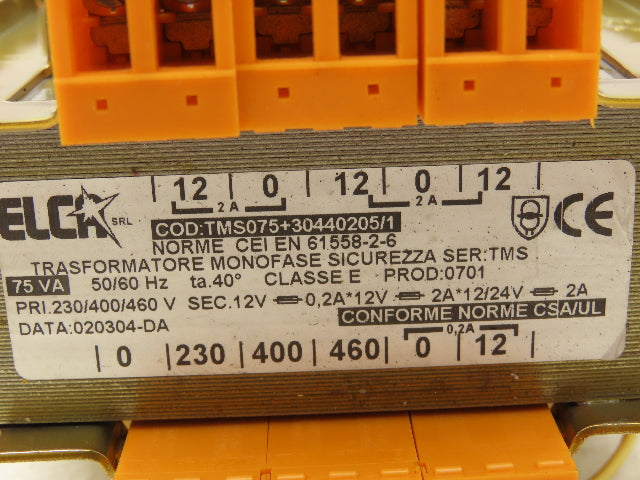 12 0 12 0 12
2 A 2A
ELCA SRL
COD:TMS075+30440205/1
NORME CEI EN 61558-2-6
TRASFORMATORE MONOFASE SICUREZZA SER:TMS
75 VA 50/60 Hz ta.40° CLASSE E PROD:0701
PRI.230/400/460 V SEC.12V 0,2A*12V 2A*12/24V 2A
DATA:020304-DA CONFORME NORME CSA/UL
0,2A
0 230 400 460 0 12
CE